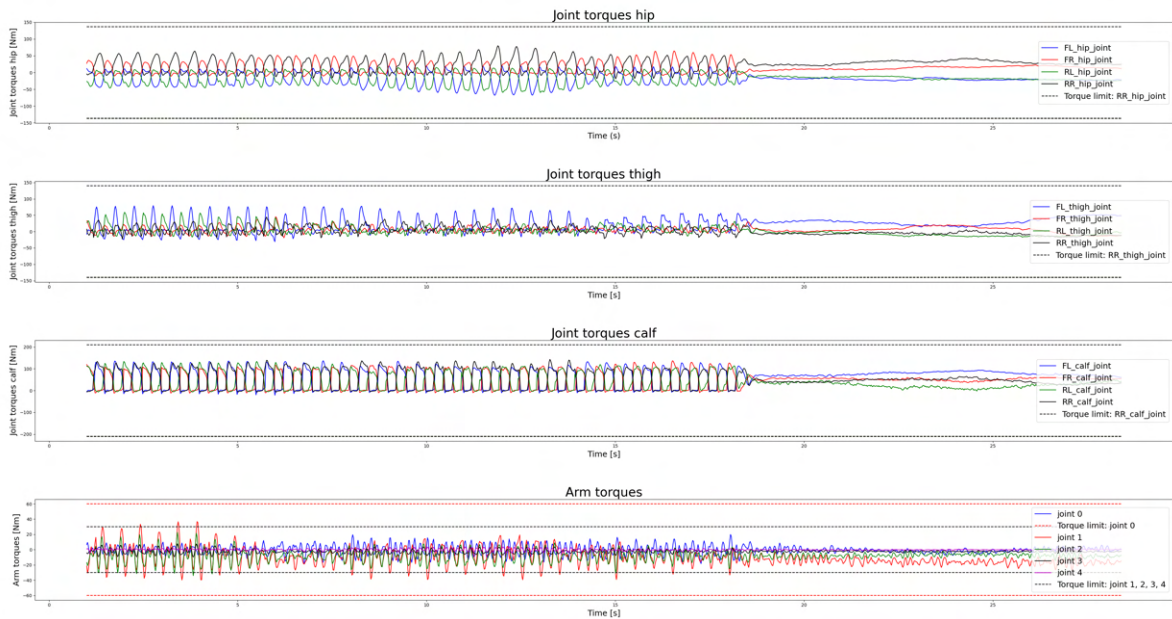 Joint torques hip
Joint torques hip [Nm]
150
100
50
0
−50
−100
−150
0
5
10
15
20
25
Time (s)
FL_hip_joint
FR_hip_joint
RL_hip_joint
RR_hip_joint
Torque limit: RR_hip_joint
Joint torques thigh
Joint torques thigh [Nm]
150
100
50
0
−50
−100
−150
0
5
10
15
20
25
Time [s]
FL_thigh_joint
FR_thigh_joint
RL_thigh_joint
RR_thigh_joint
Torque limit: RR_thigh_joint
Joint torques calf
Joint torques calf [Nm]
200
100
0
−100
−200
0
5
10
15
20
25
Time [s]
FL_calf_joint
FR_calf_joint
RL_calf_joint
RR_calf_joint
Torque limit: RR_calf_joint
Arm torques
Arm torques [Nm]
60
40
20
0
−20
−40
−60
0
5
10
15
20
25
Time [s]
joint 0
Torque limit: joint 0
joint 1
joint 2
joint 3
joint 4
Torque limit: joint 1, 2, 3, 4